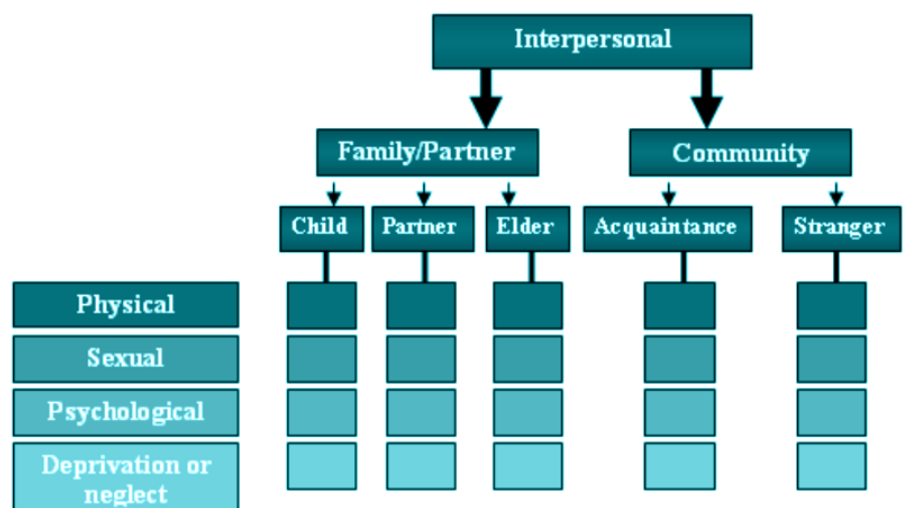 Interpersonal
Family/Partner
Community
Child
Partner
Elder
Acquaintance
Stranger
Physical
Sexual
Psychological
Deprivation or
neglect